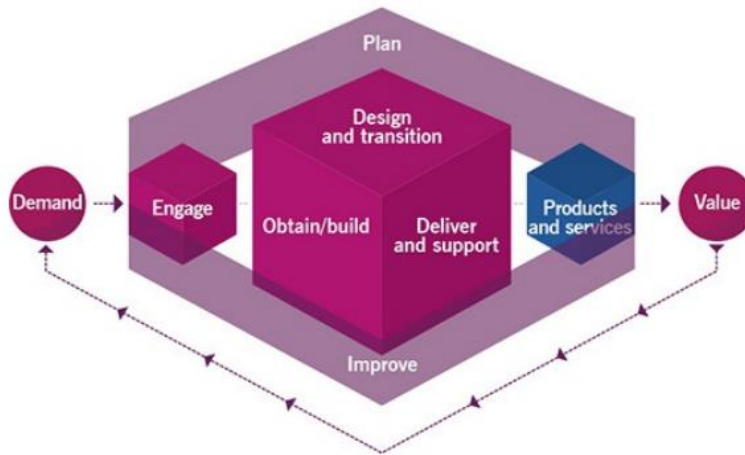 Plan
Design
and transition
Demand
Engage
Obtain/build
Deliver
and support
Products
and services
Value
Improve